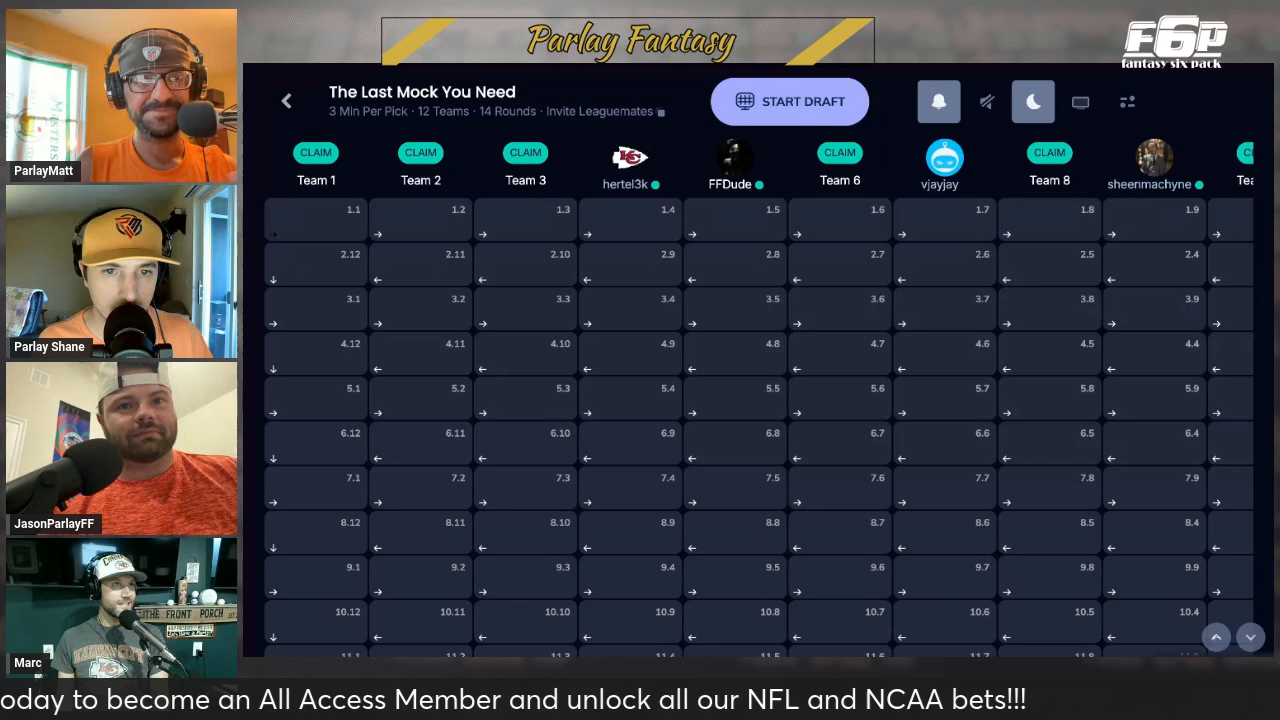 Parlay Fantasy
F6P
fantasy six pack
The Last Mock You Need
3 Min Per Pick · 12 Teams · 14 Rounds · Invite Leaguemates
START DRAFT
CLAIM CLAIM CLAIM CLAIM CLAIM
Team 1 Team 2 Team 3 hertel3k FFDude Team 6 vjayjay Team 8 sheenmachyne
1.1 1.2 1.3 1.4 1.5 1.6 1.7 1.8 1.9
2.12 2.11 2.10 2.9 2.8 2.7 2.6 2.5 2.4
3.1 3.2 3.3 3.4 3.5 3.6 3.7 3.8 3.9
4.12 4.11 4.10 4.9 4.8 4.7 4.6 4.5 4.4
5.1 5.2 5.3 5.4 5.5 5.6 5.7 5.8 5.9
6.12 6.11 6.10 6.9 6.8 6.7 6.6 6.5 6.4
7.1 7.2 7.3 7.4 7.5 7.6 7.7 7.8 7.9
8.12 8.11 8.10 8.9 8.8 8.7 8.6 8.5 8.4
9.1 9.2 9.3 9.4 9.5 9.6 9.7 9.8 9.9
10.12 10.11 10.10 10.9 10.8 10.7 10.6 10.5 10.4
ParlayMatt
Parlay Shane
JasonParlayFF
THE FRONT PORCH
KC
Marc
oday to become an All Access Member and unlock all our NFL and NCAA bets!!!